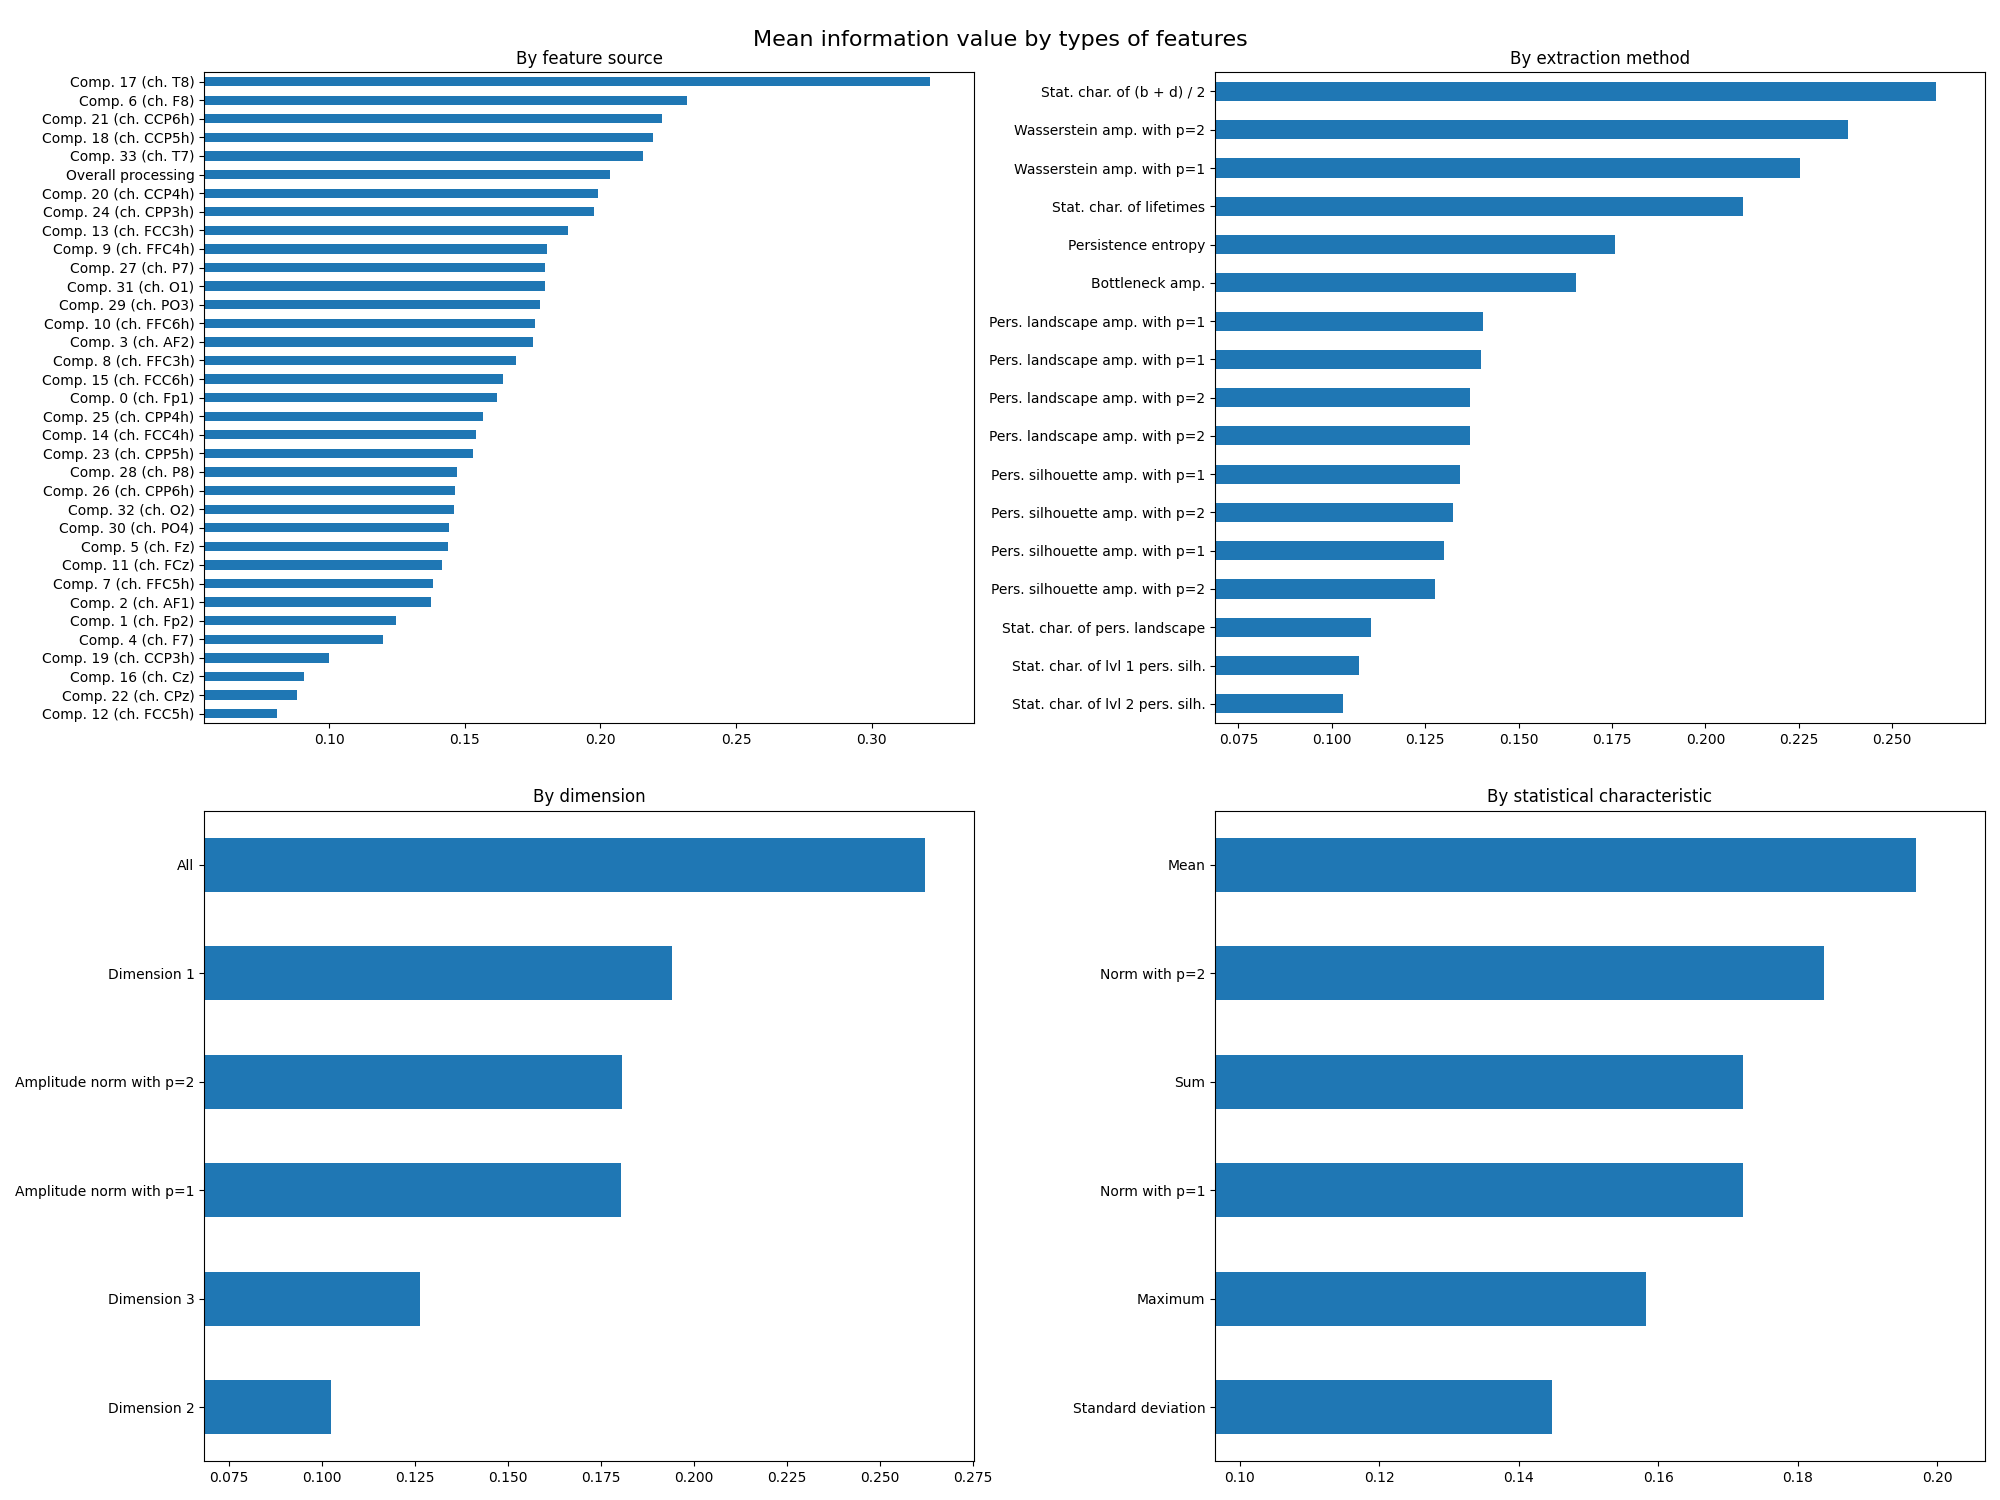 Mean information value by types of features
By feature source
Comp. 17 (ch. T8)
Comp. 6 (ch. F8)
Comp. 21 (ch. CCP6h)
Comp. 18 (ch. CCP5h)
Comp. 33 (ch. T7)
Overall processing
Comp. 20 (ch. CCP4h)
Comp. 24 (ch. CPP3h)
Comp. 13 (ch. FCC3h)
Comp. 9 (ch. FFC4h)
Comp. 27 (ch. P7)
Comp. 31 (ch. O1)
Comp. 29 (ch. PO3)
Comp. 10 (ch. FFC6h)
Comp. 3 (ch. AF2)
Comp. 8 (ch. FFC3h)
Comp. 15 (ch. FCC6h)
Comp. 0 (ch. Fp1)
Comp. 25 (ch. CPP4h)
Comp. 14 (ch. FCC4h)
Comp. 23 (ch. CPP5h)
Comp. 28 (ch. P8)
Comp. 26 (ch. CPP6h)
Comp. 32 (ch. O2)
Comp. 30 (ch. PO4)
Comp. 5 (ch. Fz)
Comp. 11 (ch. FCz)
Comp. 7 (ch. FFC5h)
Comp. 2 (ch. AF1)
Comp. 1 (ch. Fp2)
Comp. 4 (ch. F7)
Comp. 19 (ch. CCP3h)
Comp. 16 (ch. Cz)
Comp. 22 (ch. CPz)
Comp. 12 (ch. FCC5h)
0.10 0.15 0.20 0.25 0.30
By extraction method
Stat. char. of (b + d) / 2
Wasserstein amp. with p=2
Wasserstein amp. with p=1
Stat. char. of lifetimes
Persistence entropy
Bottleneck amp.
Pers. landscape amp. with p=1
Pers. landscape amp. with p=1
Pers. landscape amp. with p=2
Pers. landscape amp. with p=2
Pers. silhouette amp. with p=1
Pers. silhouette amp. with p=2
Pers. silhouette amp. with p=1
Pers. silhouette amp. with p=2
Stat. char. of pers. landscape
Stat. char. of lvl 1 pers. silh.
Stat. char. of lvl 2 pers. silh.
0.075 0.100 0.125 0.150 0.175 0.200 0.225 0.250
By dimension
All
Dimension 1
Amplitude norm with p=2
Amplitude norm with p=1
Dimension 3
Dimension 2
0.075 0.100 0.125 0.150 0.175 0.200 0.225 0.250 0.275
By statistical characteristic
Mean
Norm with p=2
Sum
Norm with p=1
Maximum
Standard deviation
0.10 0.12 0.14 0.16 0.18 0.20